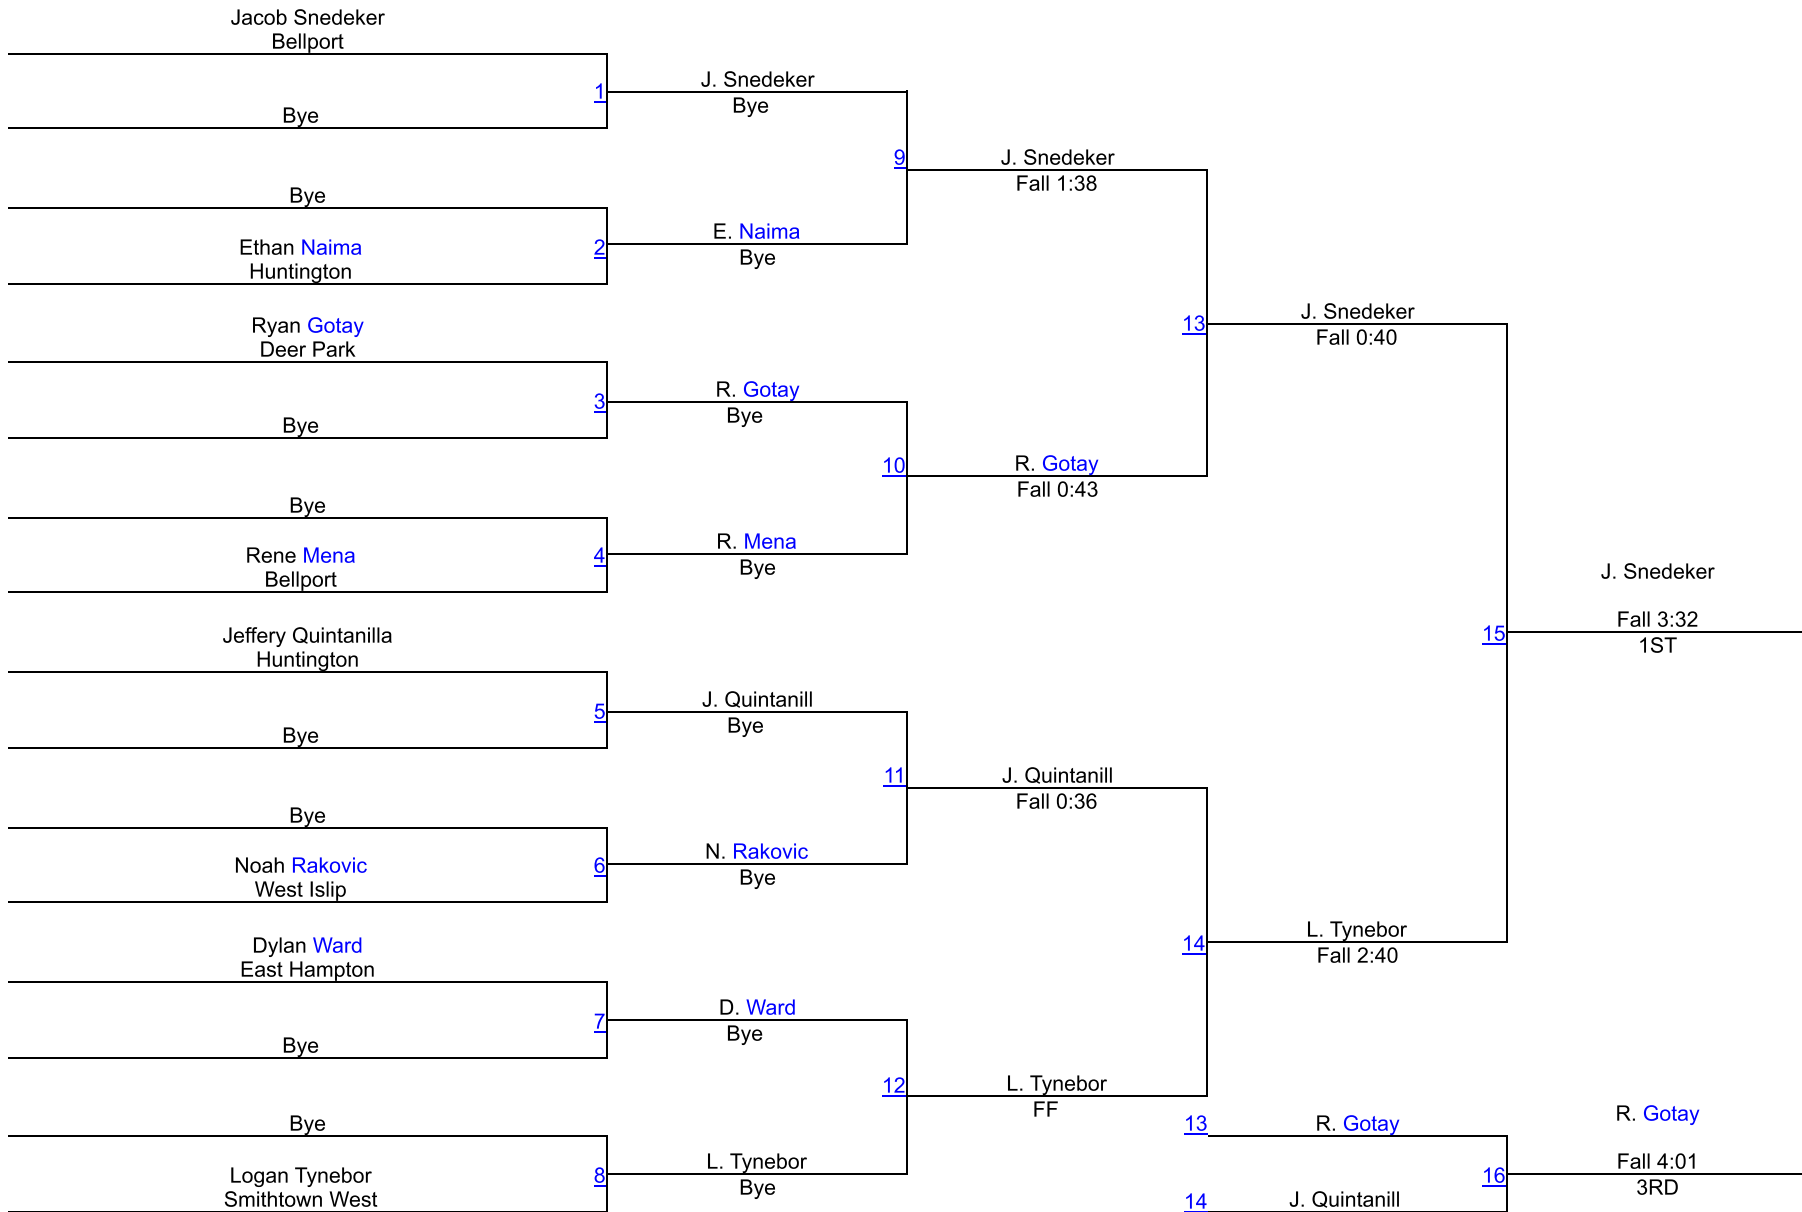 Jacob Snedeker
Bellport
1
Bye
Bye
Ethan Naima
Huntington
2
Ryan Gotay
Deer Park
3
Bye
Bye
Rene Mena
Bellport
4
Jeffery Quintanilla
Huntington
5
Bye
Bye
Noah Rakovic
West Islip
6
Dylan Ward
East Hampton
7
Bye
Bye
Logan Tynebor
Smithtown West
8
J. Snedeker
Bye
9
E. Naima
Bye
R. Gotay
Bye
10
R. Mena
Bye
J. Quintanill
Bye
11
N. Rakovic
Bye
D. Ward
Bye
12
L. Tynebor
Bye
J. Snedeker
Fall 1:38
13
R. Gotay
Fall 0:43
J. Quintanill
Fall 0:36
14
L. Tynebor
FF
J. Snedeker
Fall 0:40
15
L. Tynebor
Fall 2:40
J. Snedeker
Fall 3:32
1ST
13
R. Gotay
16
14
J. Quintanill
R. Gotay
Fall 4:01
3RD